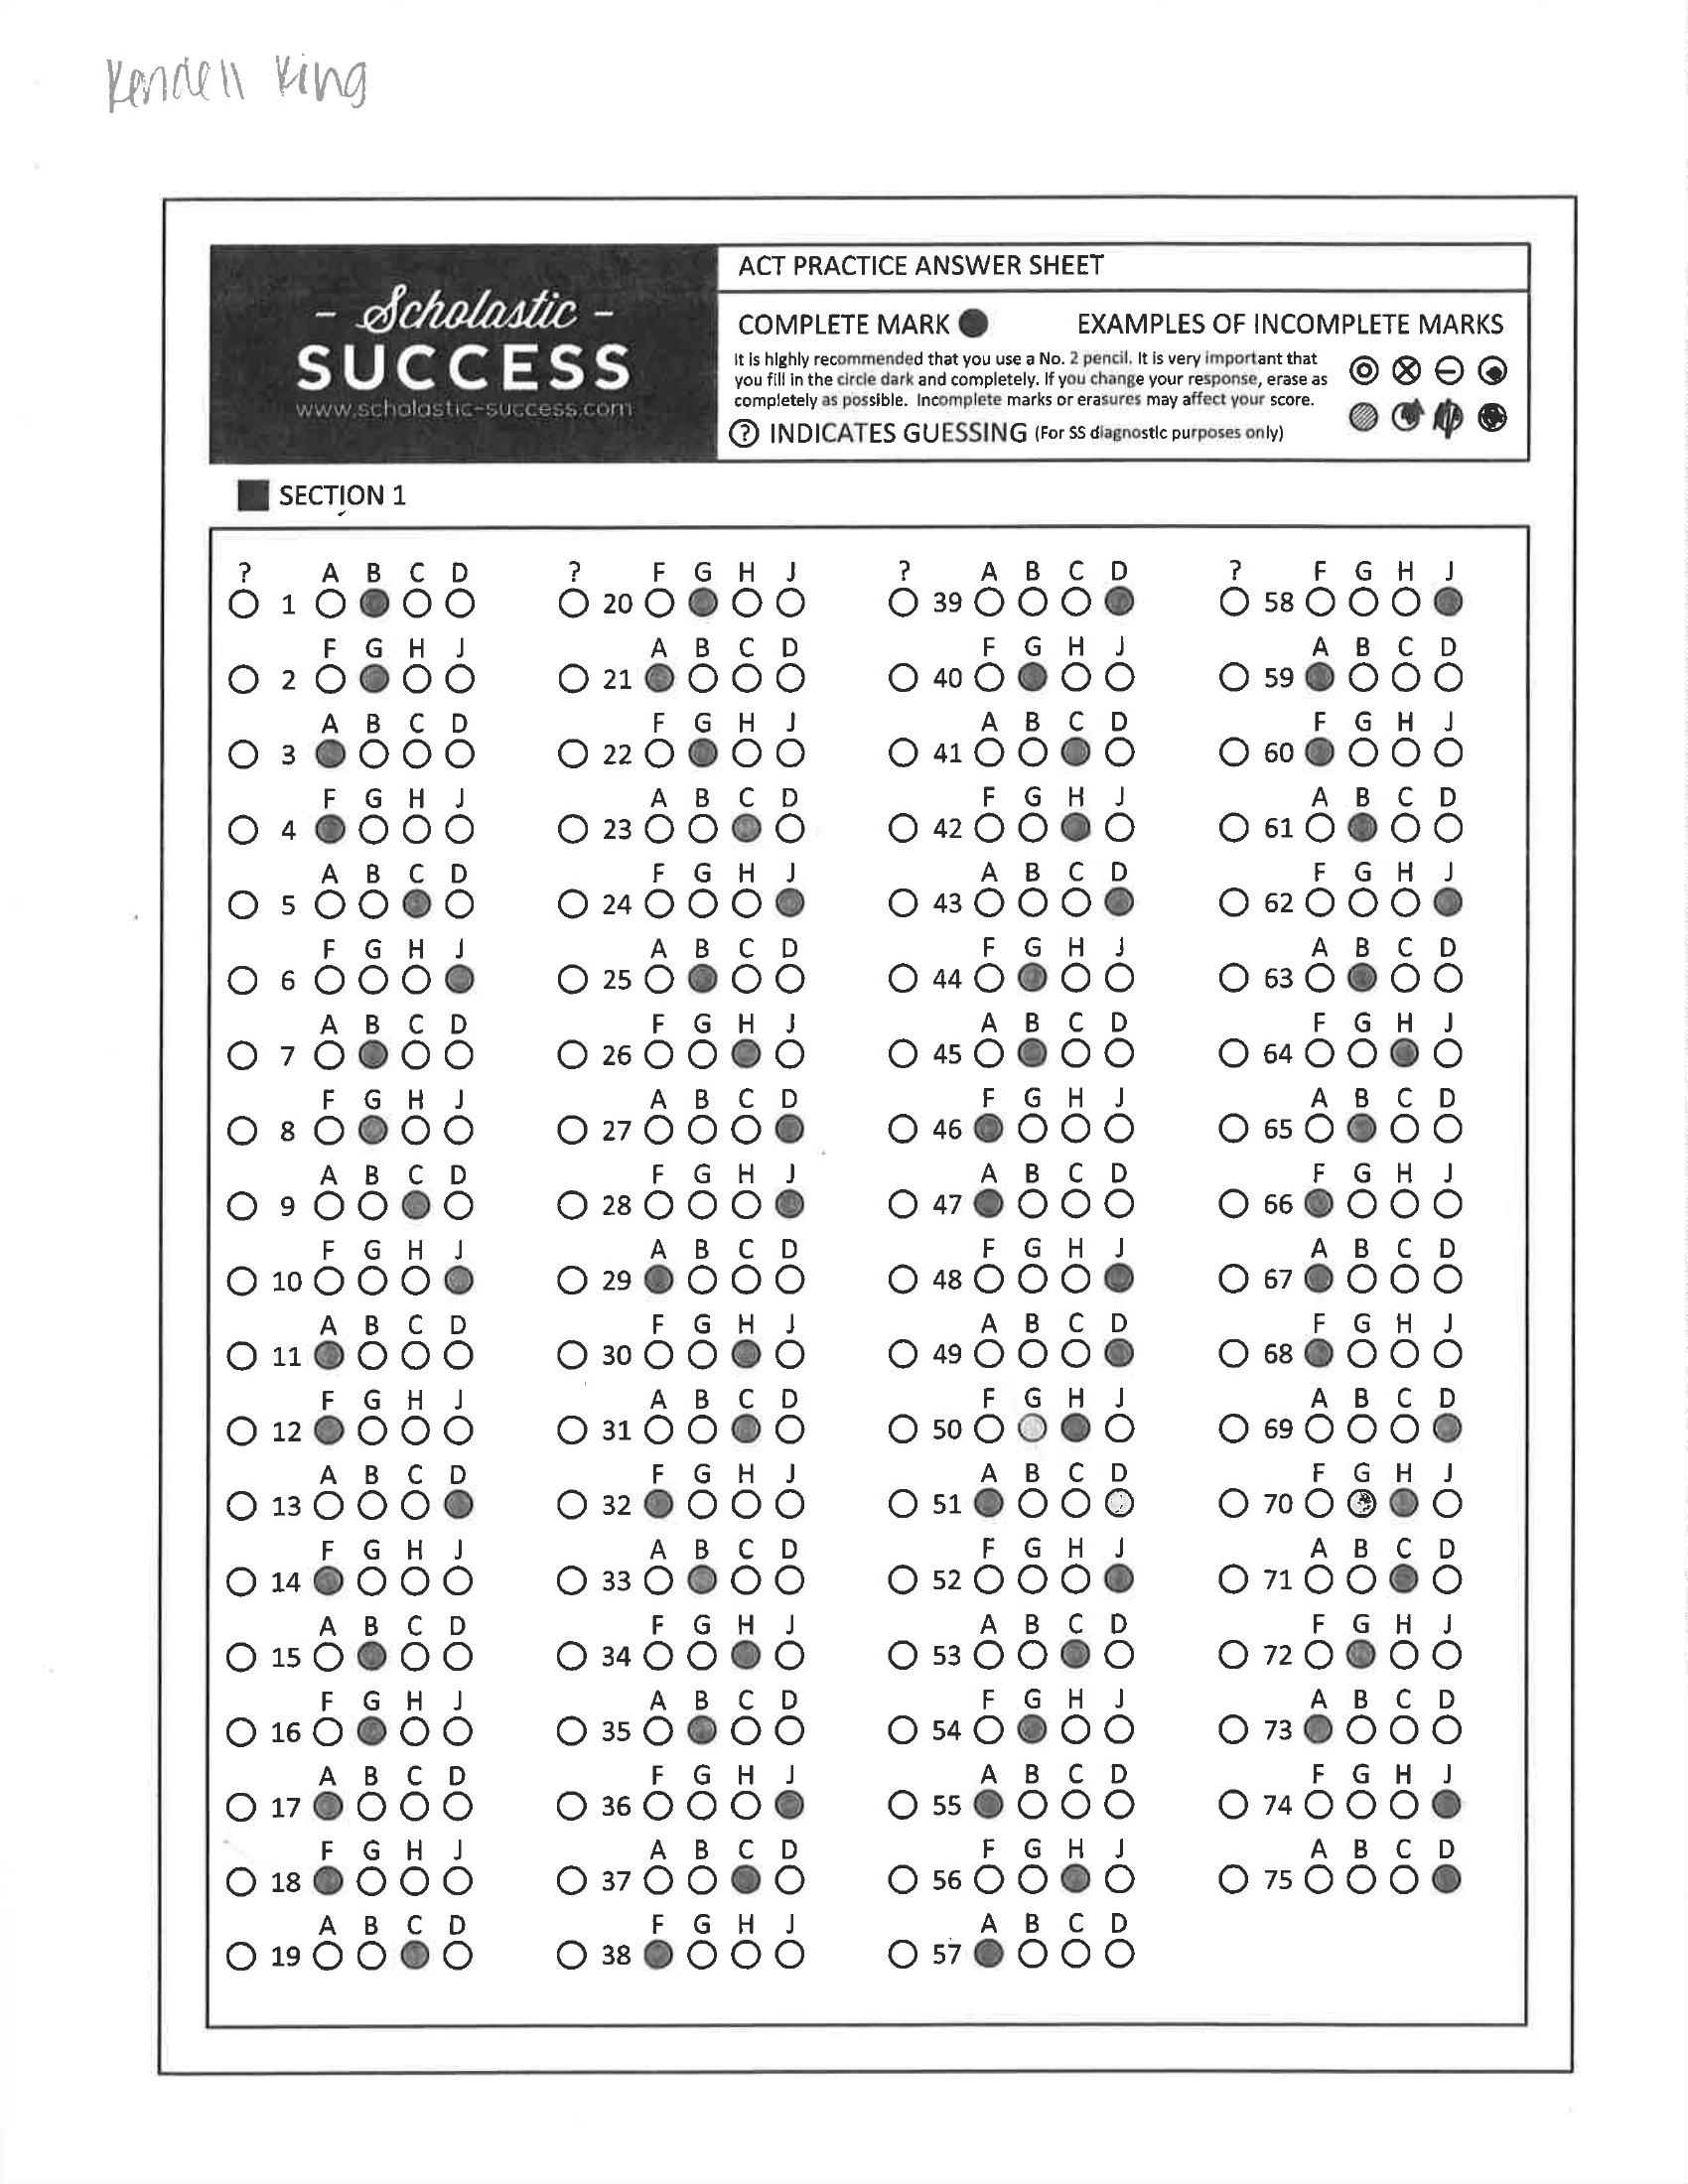 Kendell King
- Scholastic -
SUCCESS
www.scholastic-success.com
ACT PRACTICE ANSWER SHEET
COMPLETE MARK EXAMPLES OF INCOMPLETE MARKS
It is highly recommended that you use a No. 2 pencil. It is very important that
you fill in the circle dark and completely. If you change your response, erase as
completely as possible. Incomplete marks or erasures may affect your score.
? INDICATES GUESSING (For SS diagnostic purposes only)
SECTION 1
? A B C D ? F G H J ? A B C D ? F G H J
1 20 39 58
F G H J A B C D F G H J A B C D
2 21 40 59
A B C D F G H J A B C D F G H J
3 22 41 60
F G H J A B C D F G H J A B C D
4 23 42 61
A B C D F G H J A B C D F G H J
5 24 43 62
F G H J A B C D F G H J A B C D
6 25 44 63
A B C D F G H J A B C D F G H J
7 26 45 64
F G H J A B C D F G H J A B C D
8 27 46 65
A B C D F G H J A B C D F G H J
9 28 47 66
F G H J A B C D F G H J A B C D
10 29 48 67
A B C D F G H J A B C D F G H J
11 30 49 68
F G H J A B C D F G H J A B C D
12 31 50 69
A B C D F G H J A B C D F G H J
13 32 51 70
F G H J A B C D F G H J A B C D
14 33 52 71
A B C D F G H J A B C D F G H J
15 34 53 72
F G H J A B C D F G H J A B C D
16 35 54 73
A B C D F G H J A B C D F G H J
17 36 55 74
F G H J A B C D F G H J A B C D
18 37 56 75
A B C D F G H J A B C D
19 38 57